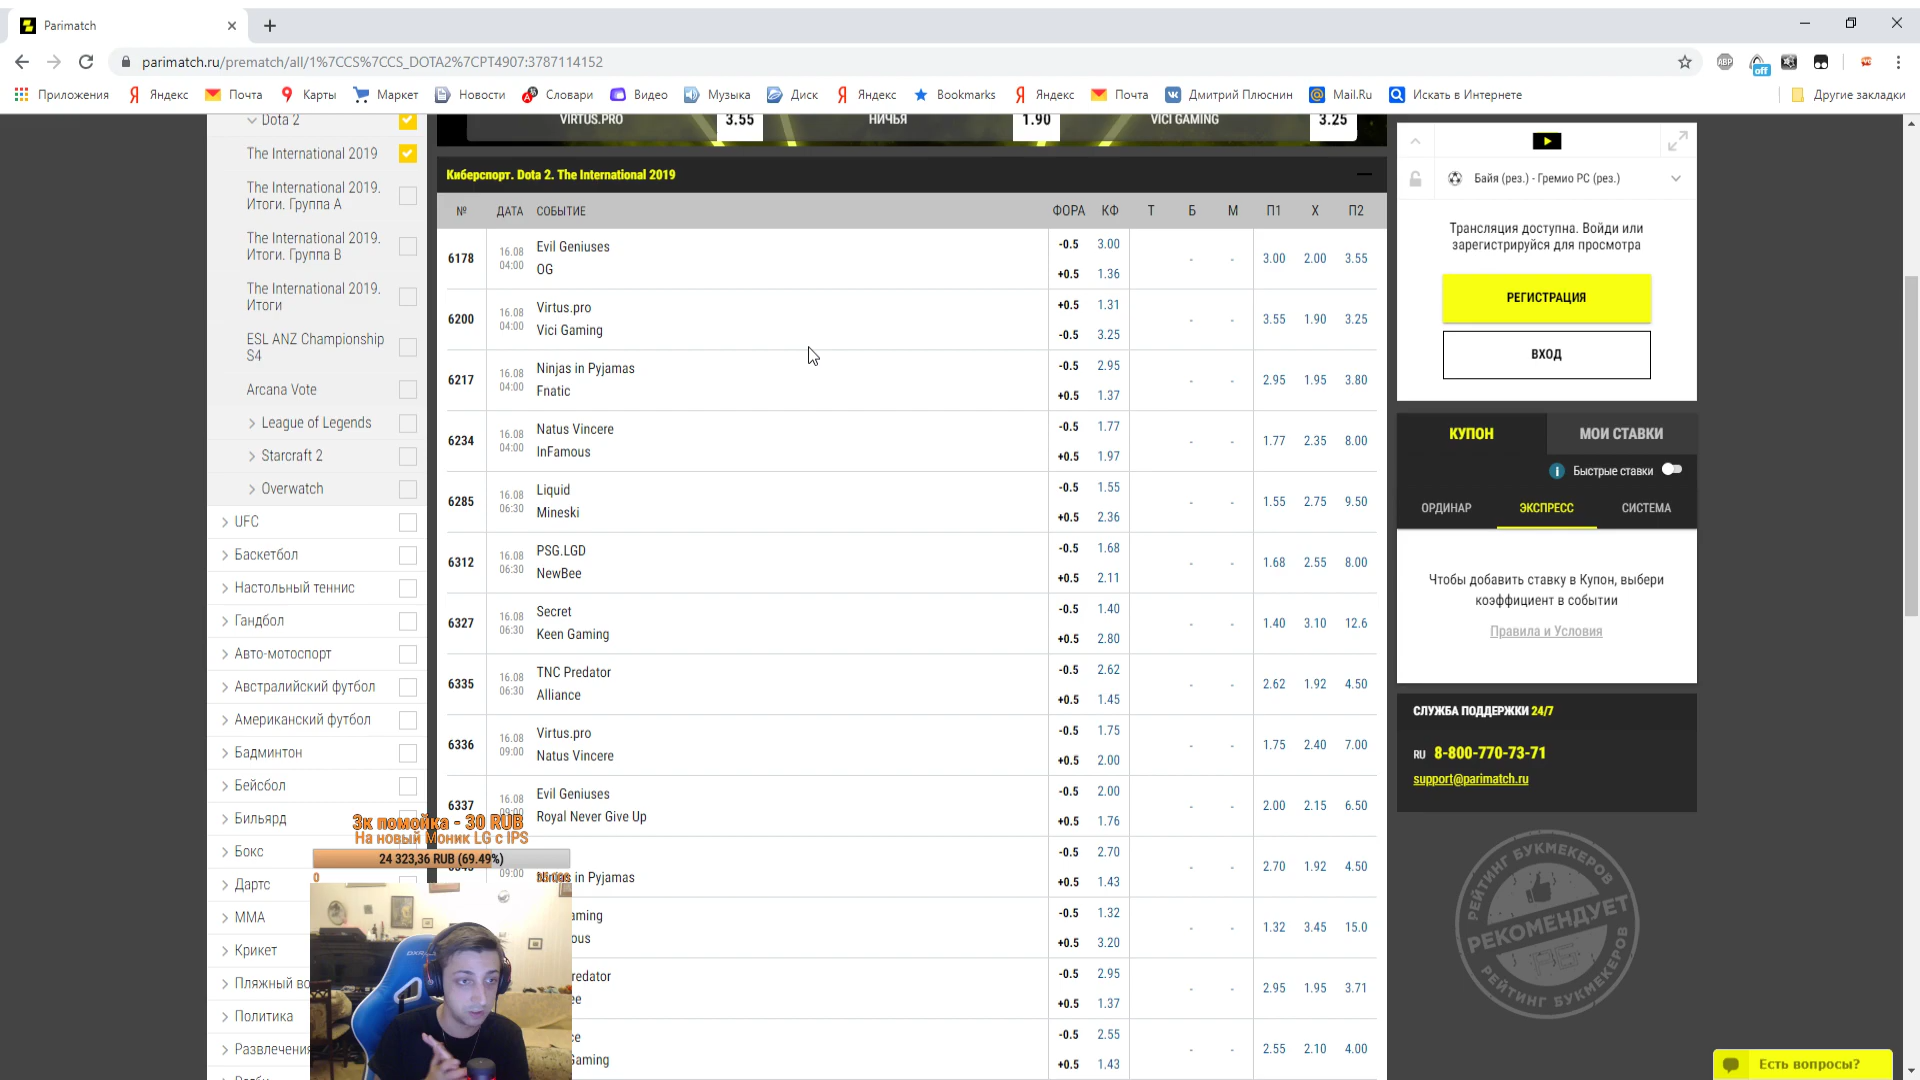 Parimatch
parimatch.ru/prematch/all/1%7CCS%7CCS_DOTA2%7CPT4907:3787114152
ABP
off
Приложения Яндекс Почта Карты Маркет Новости Словари Видео Музыка Диск Яндекс Bookmarks Яндекс Почта Дмитрий Плюснин Mail.Ru Искать в Интернете Другие закладки
Dota 2
The International 2019
The International 2019.
Итоги. Группа A
The International 2019.
Итоги. Группа B
The International 2019.
Итоги
ESL ANZ Championship
S4
Arcana Vote
League of Legends
Starcraft 2
Overwatch
UFC
Баскетбол
Настольный теннис
Гандбол
Авто-мотоспорт
Австралийский футбол
Американский футбол
Бадминтон
Бейсбол
Бильярд
Бокс
Дартс
ММА
Крикет
Пляжный во
Политика
Развлечения
VIRTUS.PRO 3.55 НИЧЬЯ 1.90 VICI GAMING 3.25
Киберспорт. Dota 2. The International 2019
№ ДАТА СОБЫТИЕ ФОРА КФ Т Б М П1 X П2
6178 16.08 04:00 Evil Geniuses -0.5 3.00 - - 3.00 2.00 3.55
OG +0.5 1.36
6200 16.08 04:00 Virtus.pro +0.5 1.31 - - 3.55 1.90 3.25
Vici Gaming -0.5 3.25
6217 16.08 04:00 Ninjas in Pyjamas -0.5 2.95 - - 2.95 1.95 3.80
Fnatic +0.5 1.37
6234 16.08 04:00 Natus Vincere -0.5 1.77 - - 1.77 2.35 8.00
InFamous +0.5 1.97
6285 16.08 06:30 Liquid -0.5 1.55 - - 1.55 2.75 9.50
Mineski +0.5 2.36
6312 16.08 06:30 PSG.LGD -0.5 1.68 - - 1.68 2.55 8.00
NewBee +0.5 2.11
6327 16.08 06:30 Secret -0.5 1.40 - - 1.40 3.10 12.6
Keen Gaming +0.5 2.80
6335 16.08 06:30 TNC Predator -0.5 2.62 - - 2.62 1.92 4.50
Alliance +0.5 1.45
6336 16.08 09:00 Virtus.pro -0.5 1.75 - - 1.75 2.40 7.00
Natus Vincere +0.5 2.00
6337 16.08 09:00 Evil Geniuses -0.5 2.00 - - 2.00 2.15 6.50
Royal Never Give Up +0.5 1.76
-0.5 2.70 - - 2.70 1.92 4.50
09:00 Ninjas in Pyjamas +0.5 1.43
aming -0.5 1.32 - - 1.32 3.45 15.0
ous +0.5 3.20
redator -0.5 2.95 - - 2.95 1.95 3.71
ee +0.5 1.37
ce -0.5 2.55 - - 2.55 2.10 4.00
Gaming +0.5 1.43
3к помойка - 30 RUB
На новый Моник LG с IPS
24 323,36 RUB (69.49%)
0
Байя (рез.) - Гремио РС (рез.)
Трансляция доступна. Войди или
зарегистрируйся для просмотра
РЕГИСТРАЦИЯ
ВХОД
КУПОН МОИ СТАВКИ
Быстрые ставки
ОРДИНАР ЭКСПРЕСС СИСТЕМА
Чтобы добавить ставку в Купон, выбери
коэффициент в событии
Правила и Условия
СЛУЖБА ПОДДЕРЖКИ 24/7
RU 8-800-770-73-71
support@parimatch.ru
РЕЙТИНГ БУКМЕКЕРОВ
РЕКОМЕНДУЕТ
РЕЙТИНГ БУКМЕКЕРОВ
Есть вопросы?